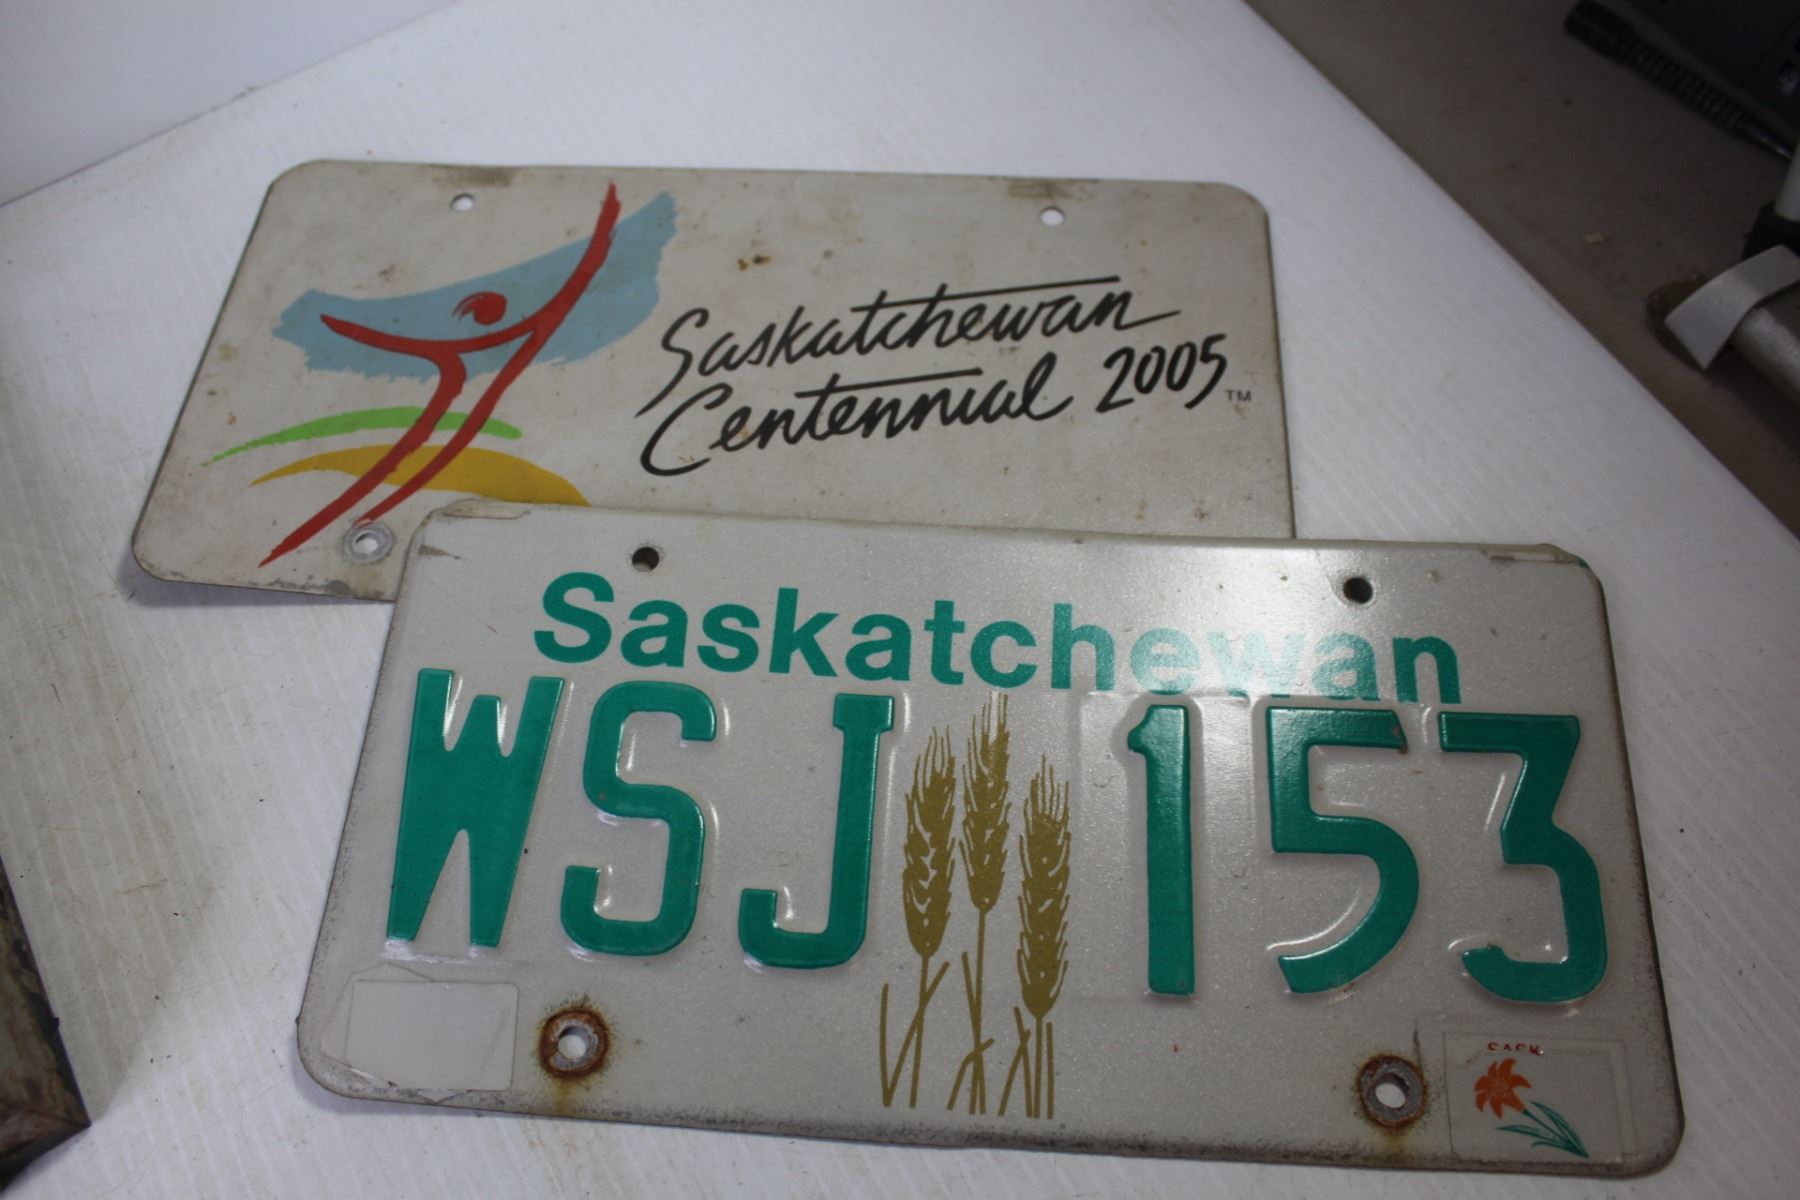 Saskatchewan
Centennial 2005 TM
Saskatchewan
WSJ 153
SASK